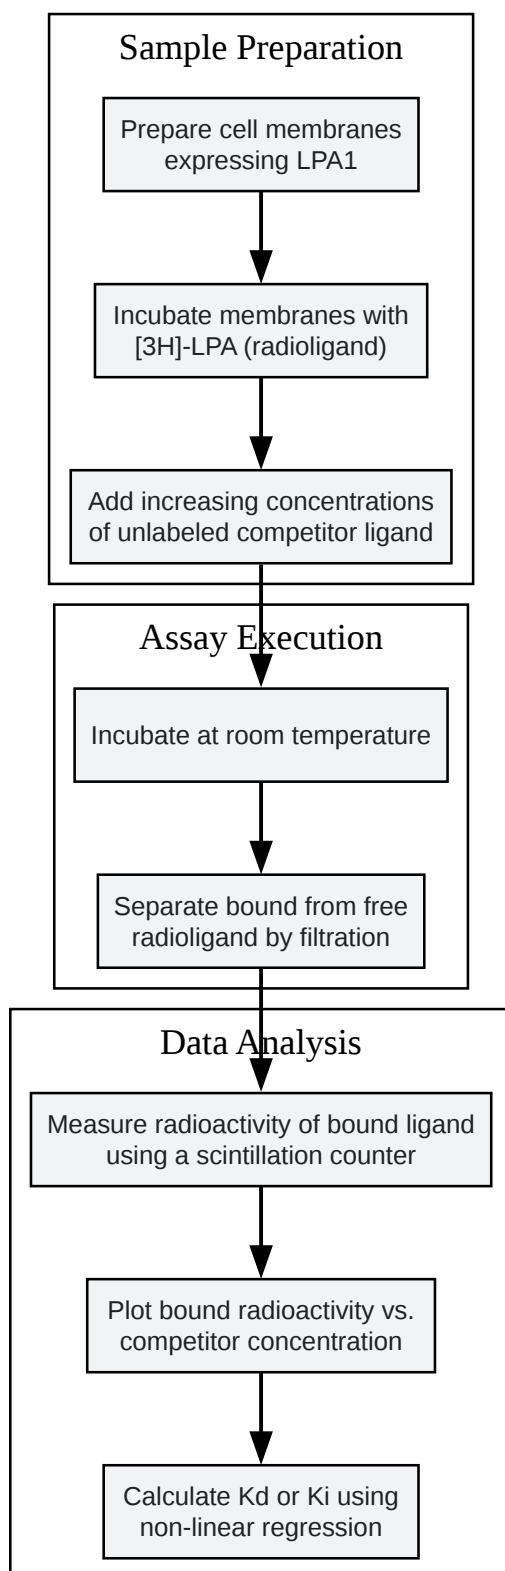 Sample Preparation
Prepare cell membranes
expressing LPA1
Incubate membranes with
[3H]-LPA (radioligand)
Add increasing concentrations
of unlabeled competitor ligand
Assay Execution
Incubate at room temperature
Separate bound from free
radioligand by filtration
Data Analysis
Measure radioactivity of bound ligand
using a scintillation counter
Plot bound radioactivity vs.
competitor concentration
Calculate Kd or Ki using
non-linear regression